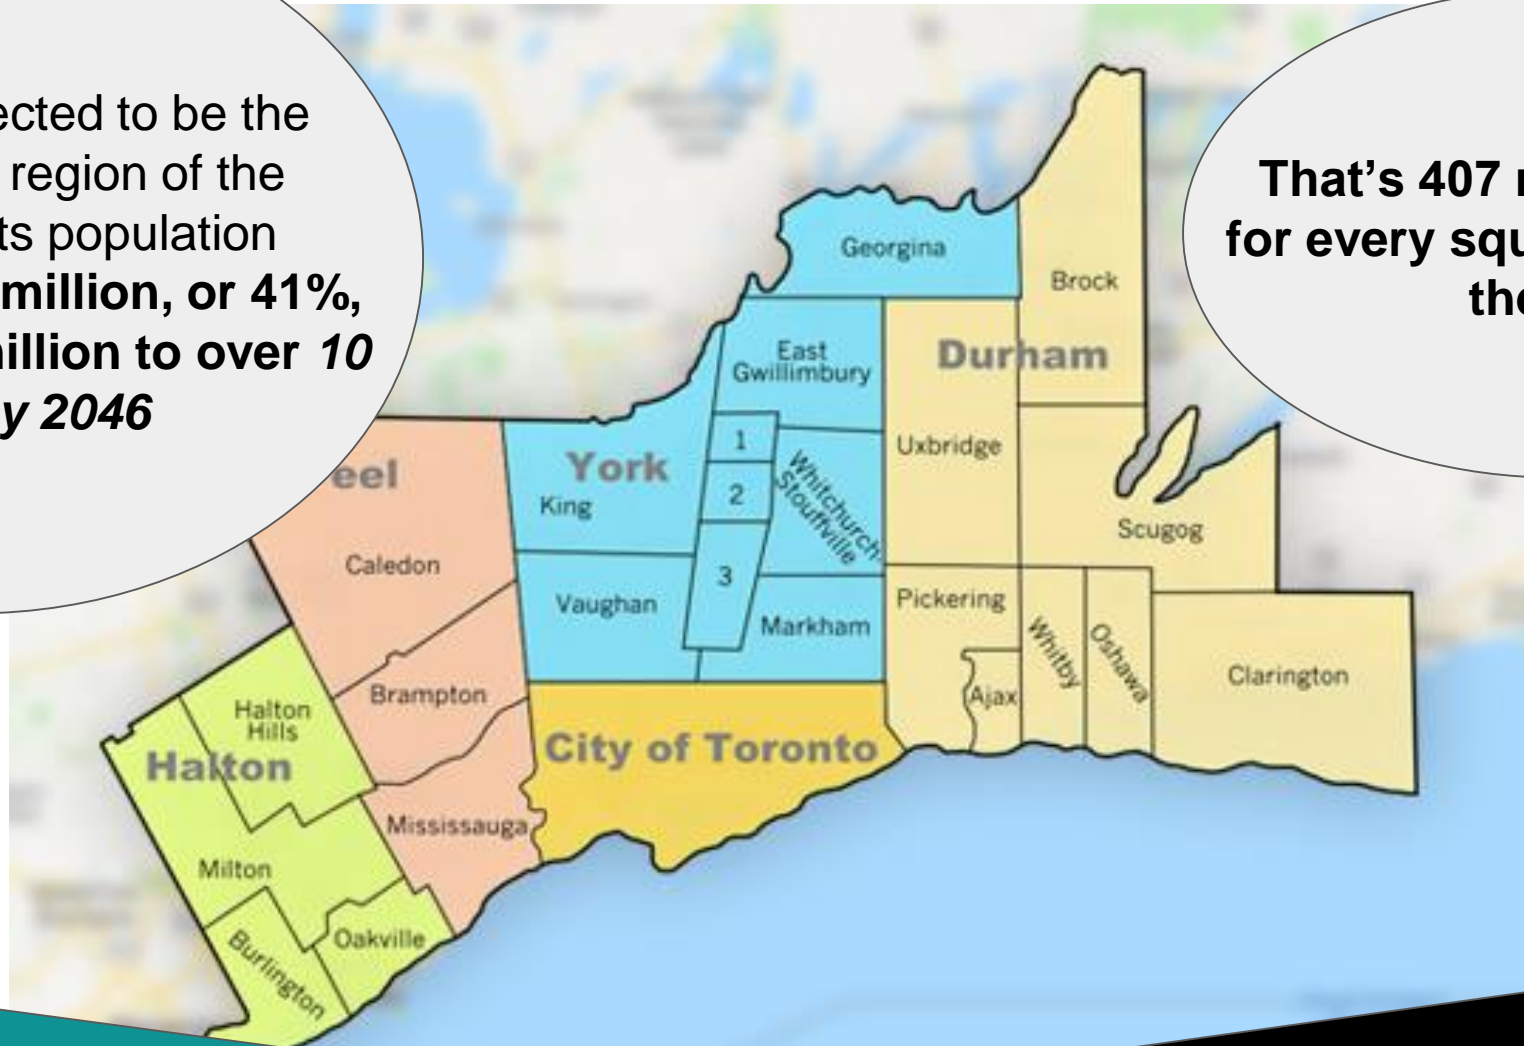 ected to be the
region of the
ts population
million, or 41%,
nillion to over 10
y 2046
That's 407
for every squ
the
Georgina
Brock
East
Gwillimbury
Durham
1
Uxbridge
York
eel
2
King
Whitchurch-
Stouffville
Scugog
Caledon
3
Vaughan
Pickering
Markham
Whitby
Oshawa
Clarington
Brampton
Ajax
Halton
Hills
City of Toronto
Halton
Mississauga
Milton
Oakville
Burlington